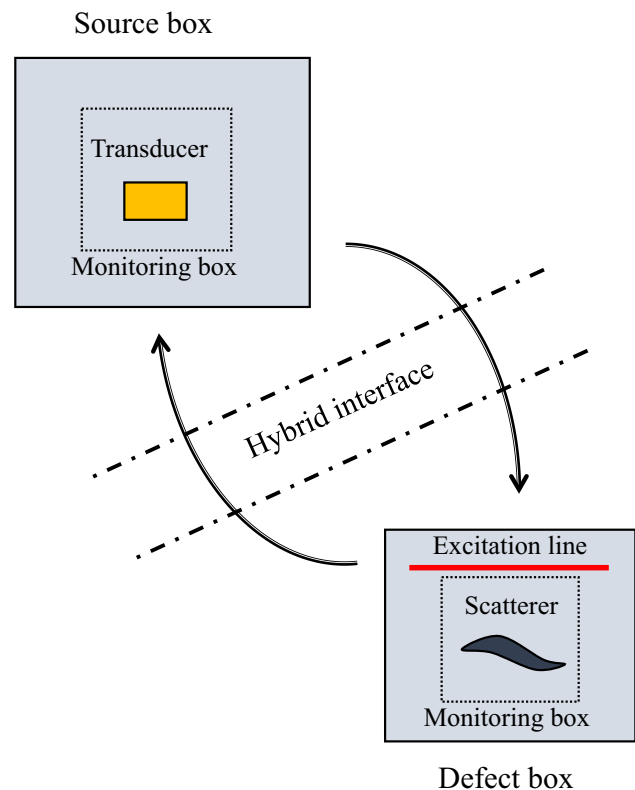 Source box
Transducer
Monitoring box
Hybrid interface
Excitation line
Scatterer
Monitoring box
Defect box